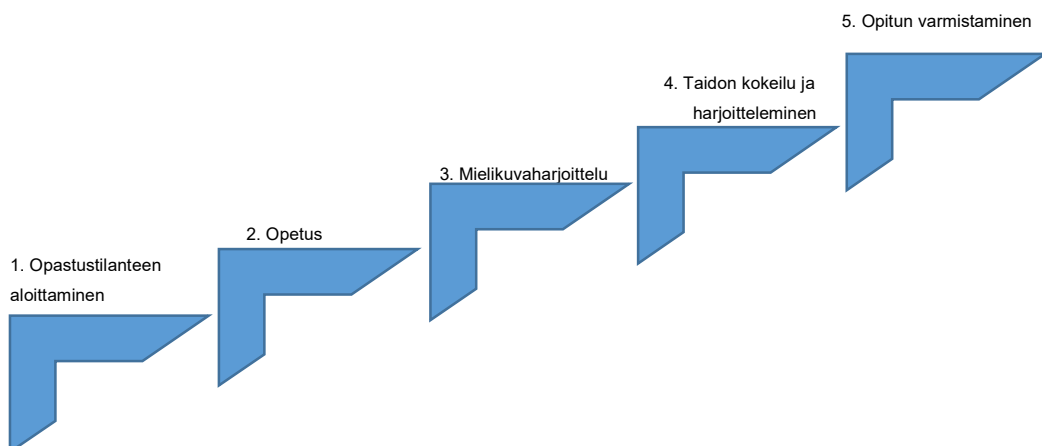 5. Opitun varmistaminen
4. Taidon kokeilu ja
harjoitteleminen
3. Mielikuvaharjoittelu
2. Opetus
1. Opastustilanteen
aloittaminen